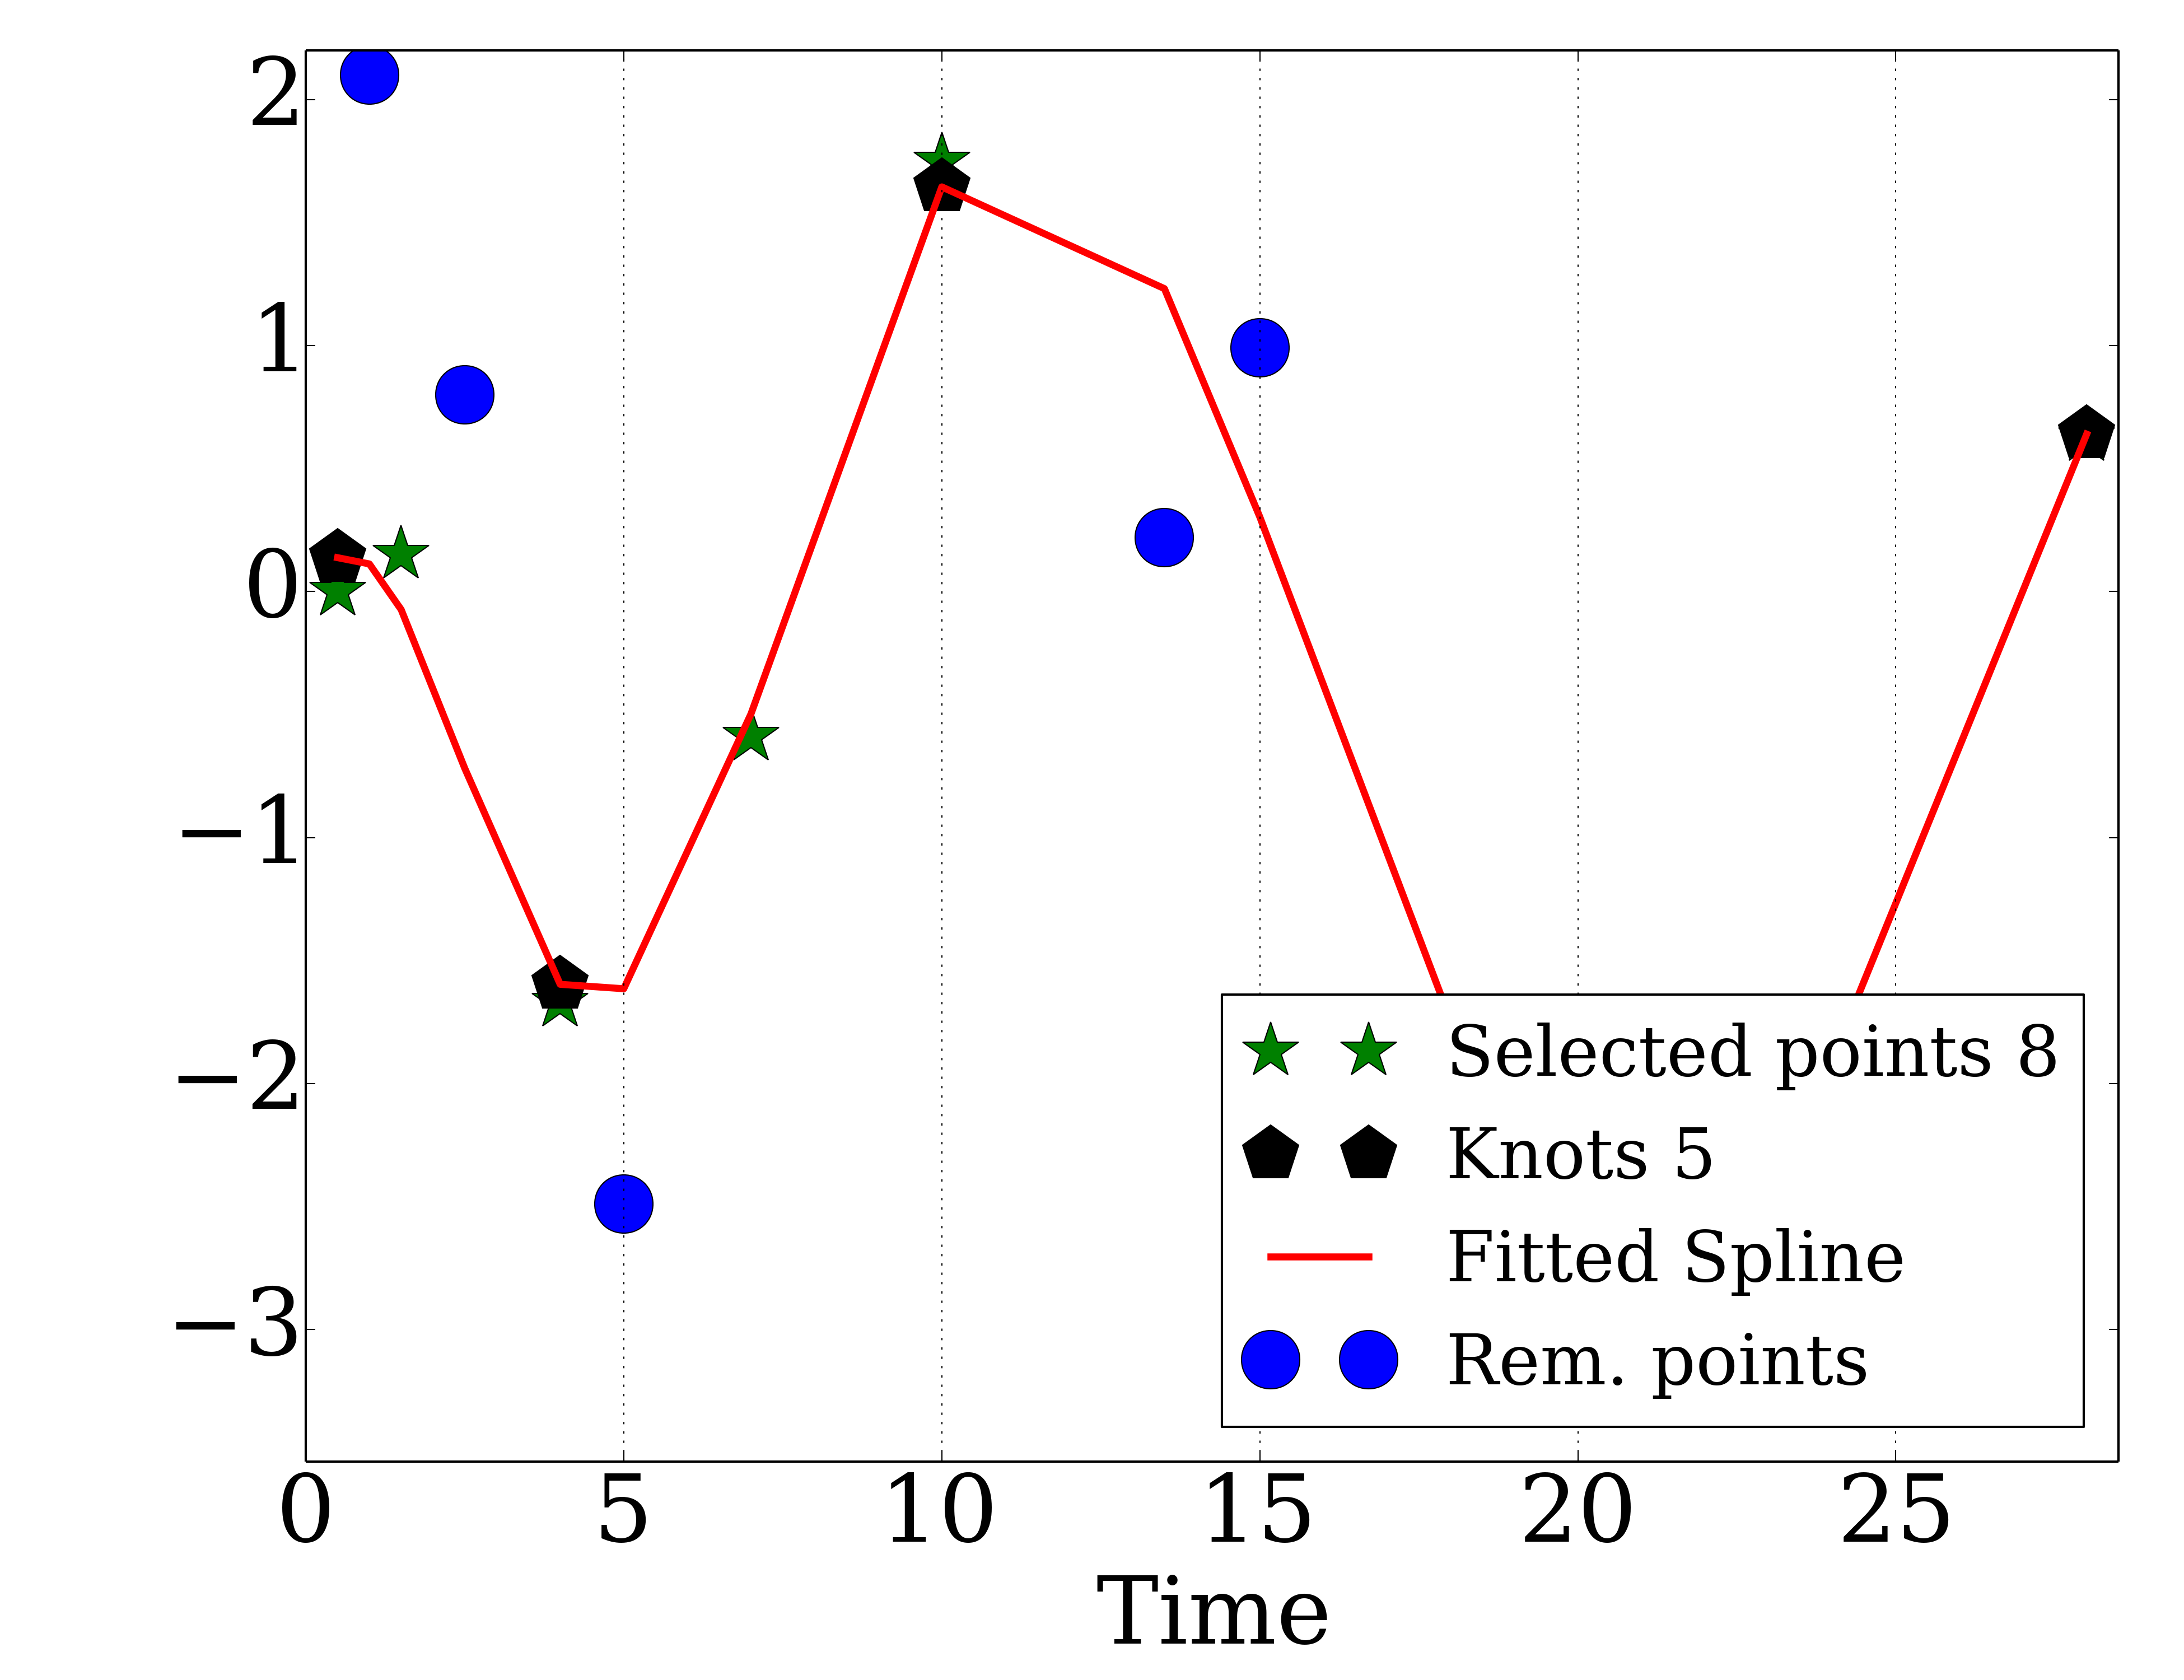 2
1
0
−1
−2
−3
Selected points 8
Knots 5
Fitted Spline
Rem. points
0 5 10 15 20 25
Time